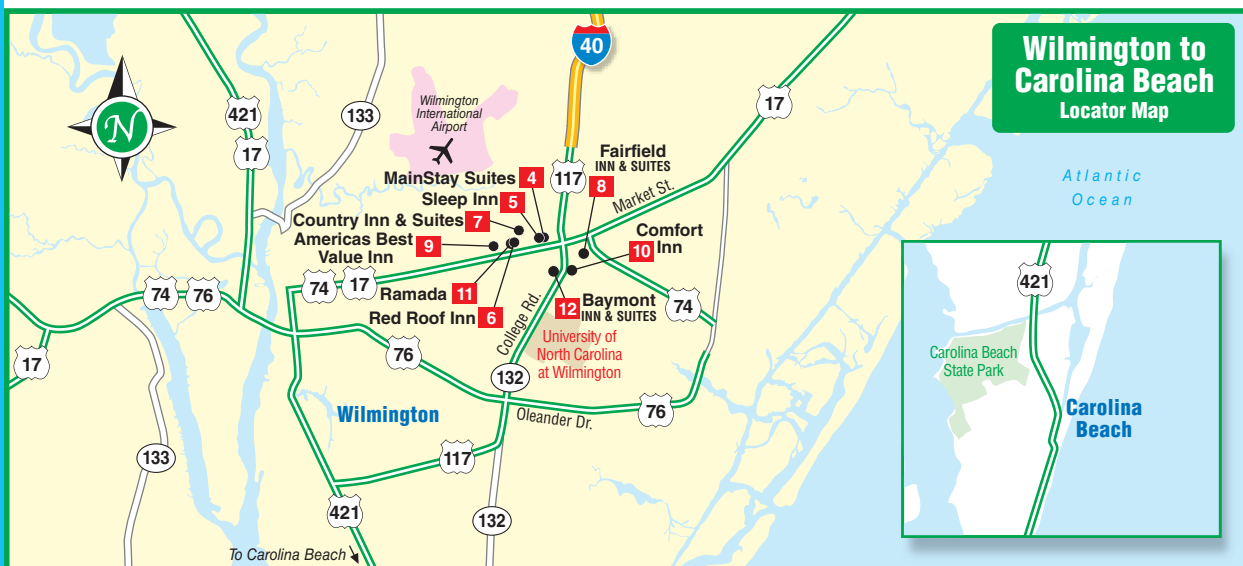 Wilmington to
Carolina Beach
Locator Map
40
421
133
17
17
Wilmington
International
Airport
N
Atlantic
Ocean
117
Fairfield
INN & SUITES
8
Market St.
MainStay Suites 4
Sleep Inn 5
Country Inn & Suites 7
Americas Best
Value Inn
9
Comfort
Inn
10
74 17
74 76
Ramada 11
Red Roof Inn 6
College Rd.
12 Baymont
INN & SUITES
74
University of
North Carolina
at Wilmington
17
76
132
Wilmington
Oleander Dr.
76
117
133
421
132
To Carolina Beach
421
Carolina Beach
State Park
Carolina
Beach